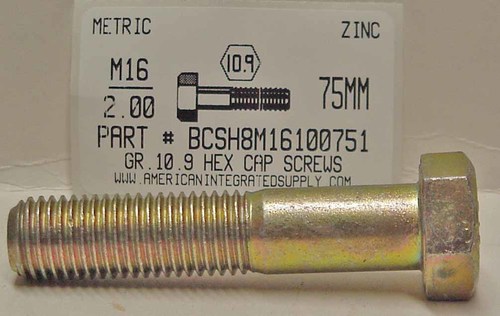 METRIC ZINC
10.9
M16
2.00 75MM
PART # BCSH8M16100751
GR.10.9 HEX CAP SCREWS
WWW.AMERICANINTEGRATEDSUPPLY.COM